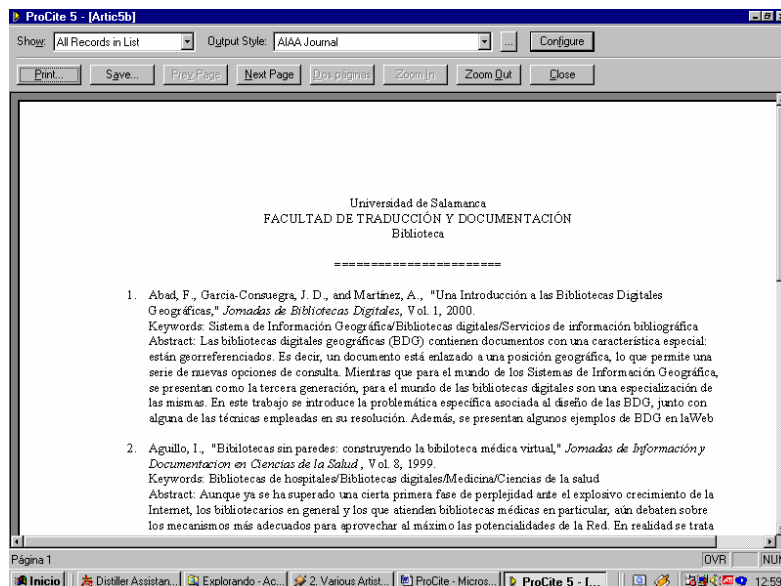 ProCite 5 - [Artic5b]
Show: All Records in List Output Style: AIAA Journal ... Configure
Print... Save... Prev Page Next Page Dos páginas Zoom In Zoom Out Close
Universidad de Salamanca
FACULTAD DE TRADUCCIÓN Y DOCUMENTACIÓN
Biblioteca
=======================
1. Abad, F., Garcia-Consuegra, J. D., and Martínez, A., "Una Introducción a las Bibliotecas Digitales
Geográficas," Jornadas de Bibliotecas Digitales, Vol. 1, 2000.
Keywords: Sistema de Información Geográfica/Bibliotecas digitales/Servicios de información bibliográfica
Abstract: Las bibliotecas digitales geográficas (BDG) contienen documentos con una característica especial:
están georreferenciados. Es decir, un documento está enlazado a una posición geográfica, lo que permite una
serie de nuevas opciones de consulta. Mientras que para el mundo de los Sistemas de Información Geográfica,
se presentan como la tercera generación, para el mundo de las bibliotecas digitales son una especialización de
las mismas. En este trabajo se introduce la problemática específica asociada al diseño de las BDG, junto con
alguna de las técnicas empleadas en su resolución. Además, se presentan algunos ejemplos de BDG en laWeb
2. Aguillo, I., "Bibilotecas sin paredes: construyendo la bibiloteca médica virtual," Jornadas de Información y
Documentacion en Ciencias de la Salud , Vol. 8, 1999.
Keywords: Bibliotecas de hospitales/Bibliotecas digitales/Medicina/Ciencias de la salud
Abstract: Aunque ya se ha superado una cierta primera fase de perplejidad ante el explosivo crecimiento de la
Internet, los bibliotecarios en general y los que atienden bibliotecas médicas en particular, aún debaten sobre
los mecanismos más adecuados para aprovechar al máximo las potencialidades de la Red. En realidad se trata
Página 1 OVR NUM
Inicio Distiller Assistan... Explorando - Ac... 2. Various Artist... ProCite - Micros... ProCite 5 - [... 12:59